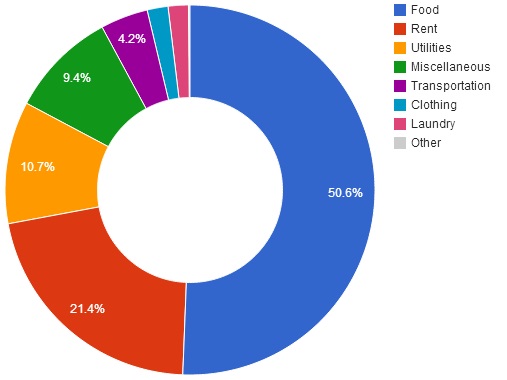 Food
Rent
Utilities
Miscellaneous
Transportation
Clothing
Laundry
Other
4.2%
9.4%
10.7%
50.6%
21.4%